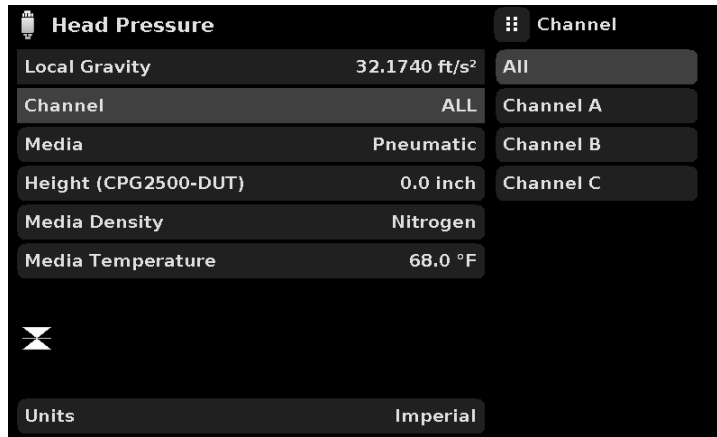 Head Pressure
Local Gravity 32.1740 ft/s²
Channel ALL
Media Pneumatic
Height (CPG2500-DUT) 0.0 inch
Media Density Nitrogen
Media Temperature 68.0 °F
Units Imperial
Channel
All
Channel A
Channel B
Channel C